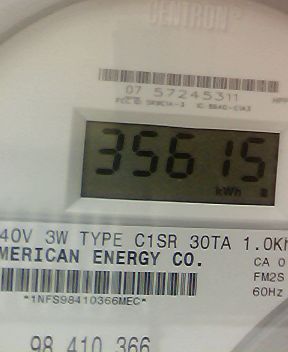 CENTRON®
07 57245311
35615
kWh
40V 3W TYPE C1SR 30TA 1.0Kh
MERICAN ENERGY CO.
CA 0
FM2S
60Hz
*1NFS98410366MEC*
98 410 366